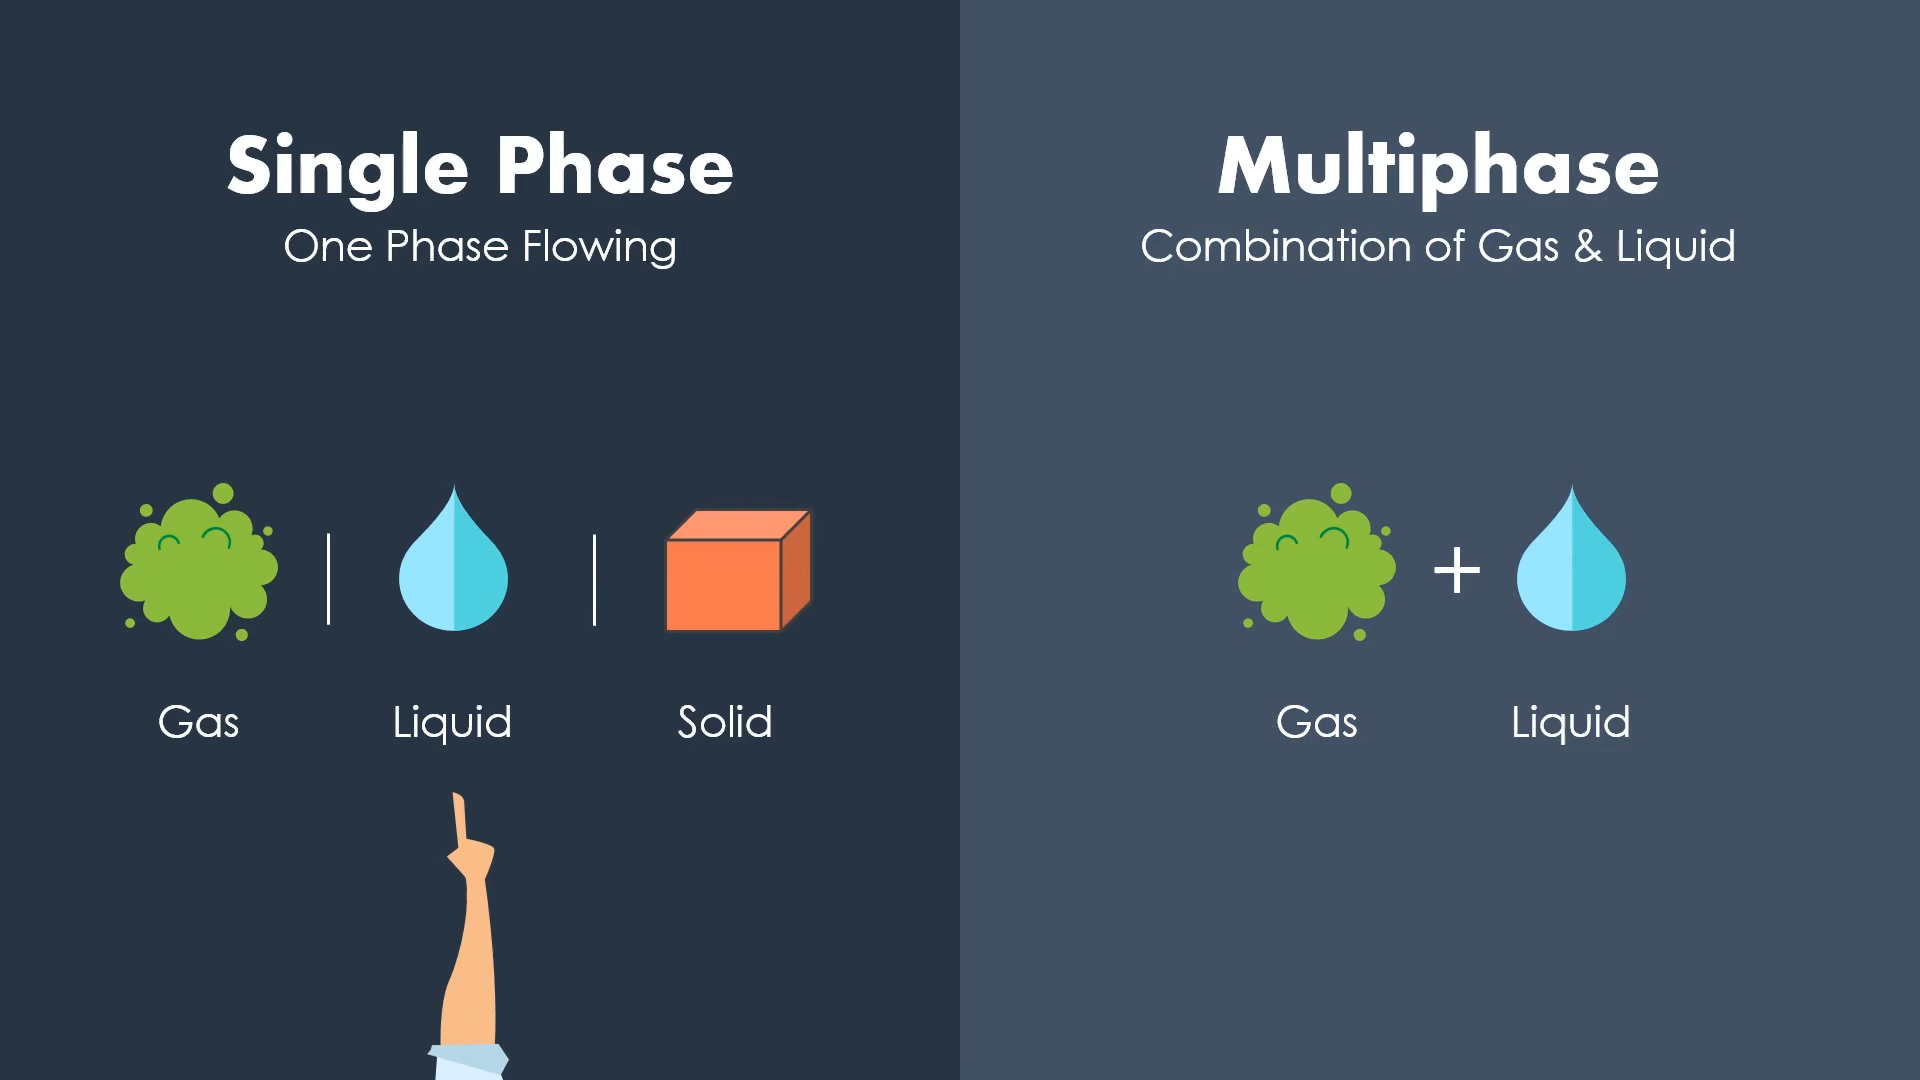 Single Phase
One Phase Flowing
Gas
Liquid
Solid
Multiphase
Combination of Gas & Liquid
Gas
+
Liquid